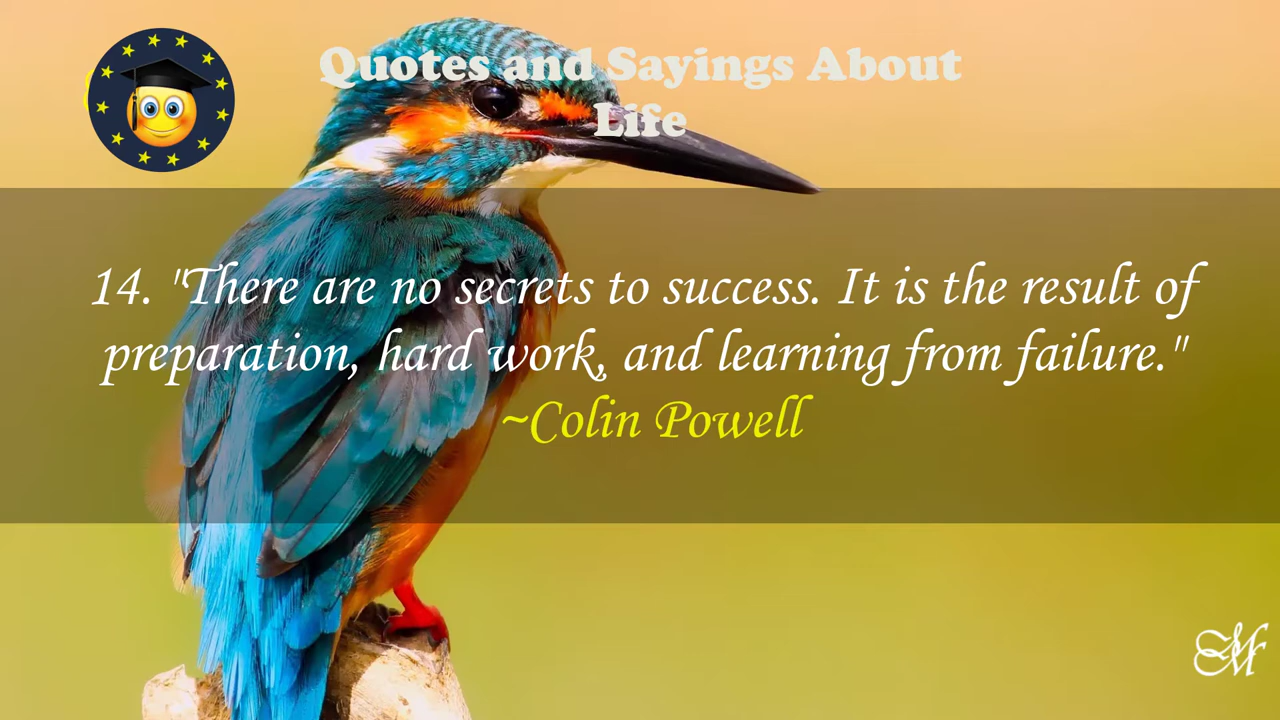 Quotes and Sayings About
Life
14. "There are no secrets to success. It is the result of
preparation, hard work, and learning from failure."
~Colin Powell